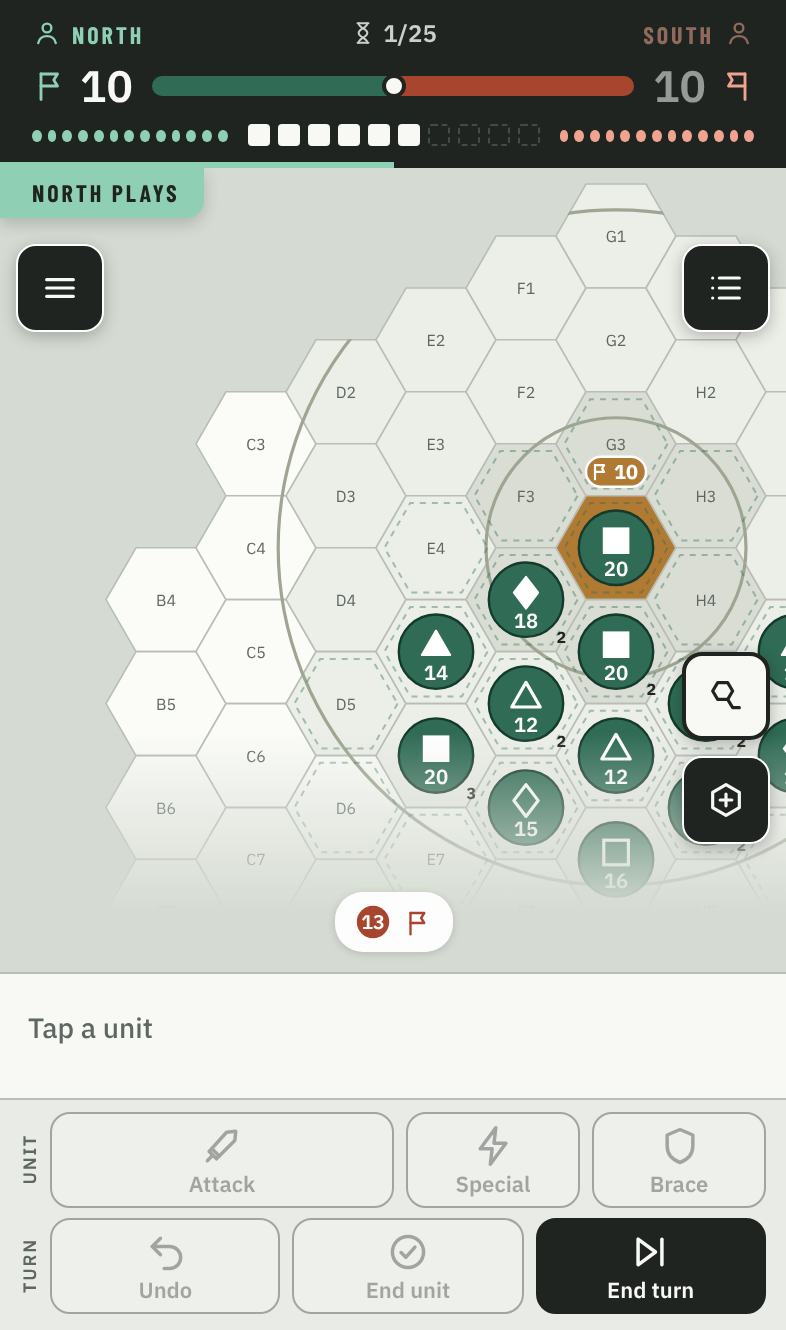 NORTH
1/25
SOUTH
10
10
NORTH PLAYS
G1
F1
E2
G2
D2
F2
H2
C3
E3
G3
10
D3
F3
H3
C4
E4
20
B4
D4
18
2
H4
C5
14
20
2
B5
D5
12
2
2
C6
20
3
12
B6
D6
15
2
C7
E7
16
13
Tap a unit
UNIT
Attack
Special
Brace
TURN
Undo
End unit
End turn